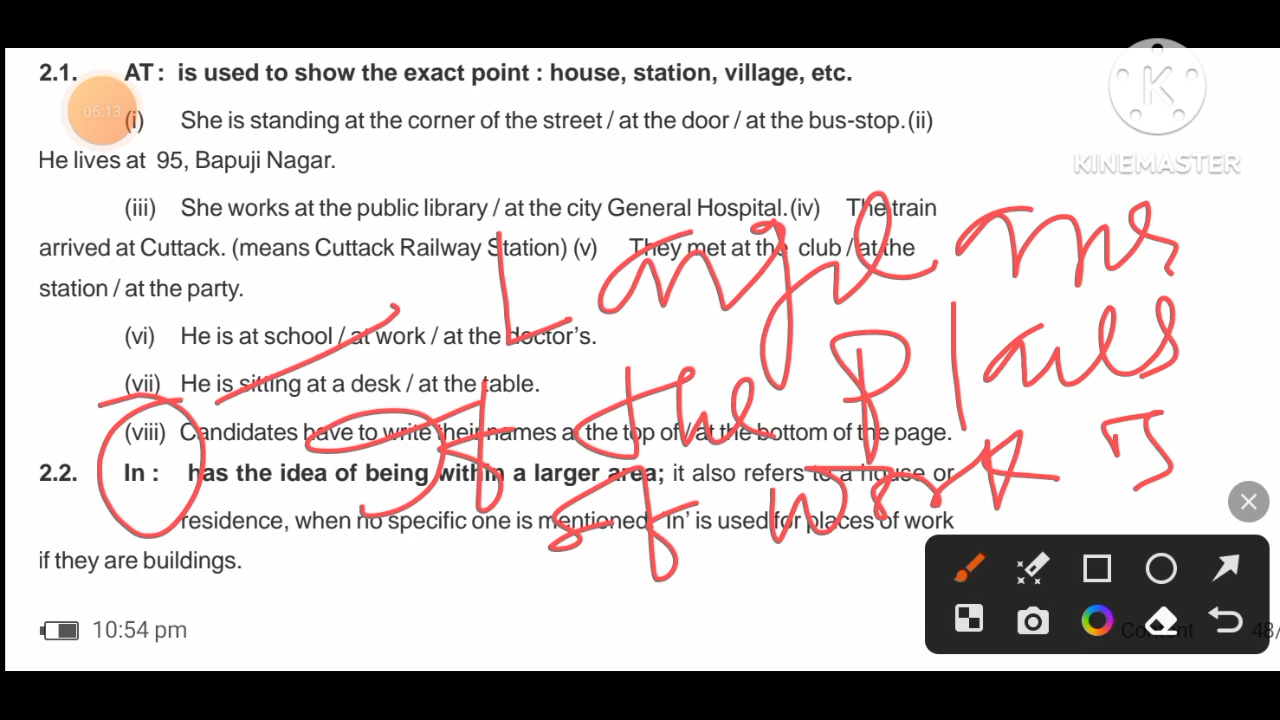 2.1. AT : is used to show the exact point : house, station, village, etc.
06:13
(i) She is standing at the corner of the street / at the door / at the bus-stop.(ii)
He lives at 95, Bapuji Nagar.
KINEMASTER
(iii) She works at the public library / at the city General Hospital.(iv) The train
arrived at Cuttack. (means Cuttack Railway Station) (v) They met at the club / at the
station / at the party.
(vi) He is at school / at work / at the doctor's.
(vii) He is sitting at a desk / at the table.
(viii) Candidates have to write their names at the top of / at the bottom of the page.
2.2. In : has the idea of being within a larger area; it also refers to a house or
residence, when no specific one is mentioned. 'In' is used for places of work
if they are buildings.
the
of work
10:54 pm
Content 48/